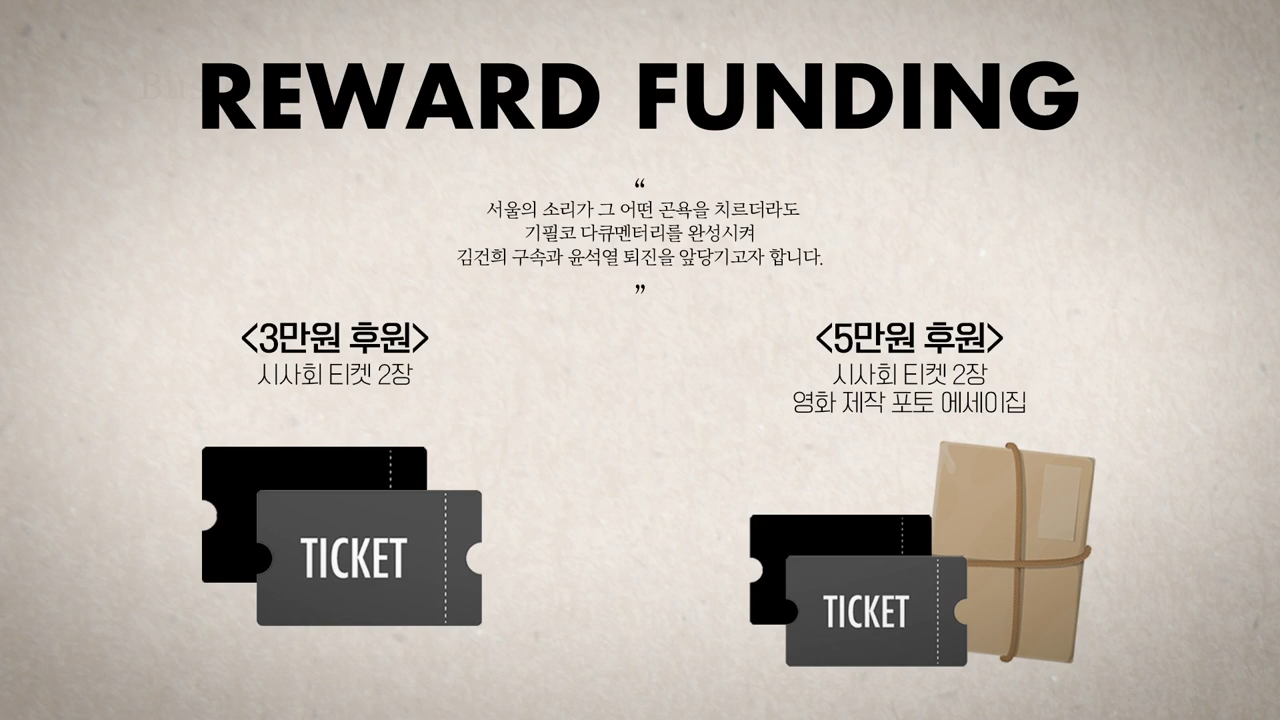 REWARD FUNDING
“
서울의 소리가 그 어떤 곤욕을 치르더라도
기필코 다큐멘터리를 완성시켜
김건희 구속과 윤석열 퇴진을 앞당기고자 합니다.
”
<3만원 후원>
시사회 티켓 2장
<5만원 후원>
시사회 티켓 2장
영화 제작 포토 에세이집
TICKET
TICKET